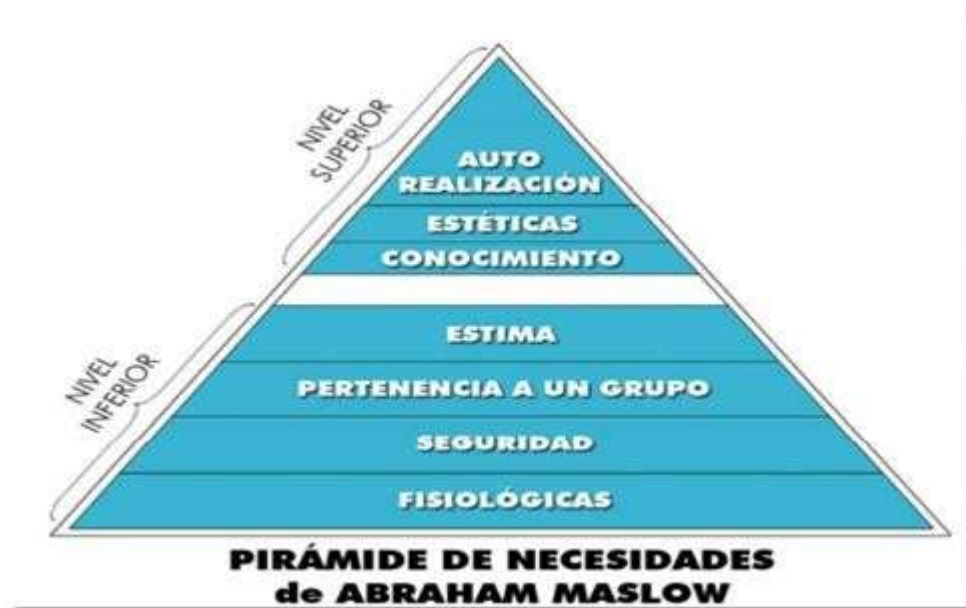 NIVEL
SUPERIOR
AUTO
REALIZACIÓN
ESTÉTICAS
CONOCIMIENTO
NIVEL
INFERIOR
ESTIMA
PERTENENCIA A UN GRUPO
SEGURIDAD
FISIOLÓGICAS
PIRÁMIDE DE NECESIDADES
de ABRAHAM MASLOW